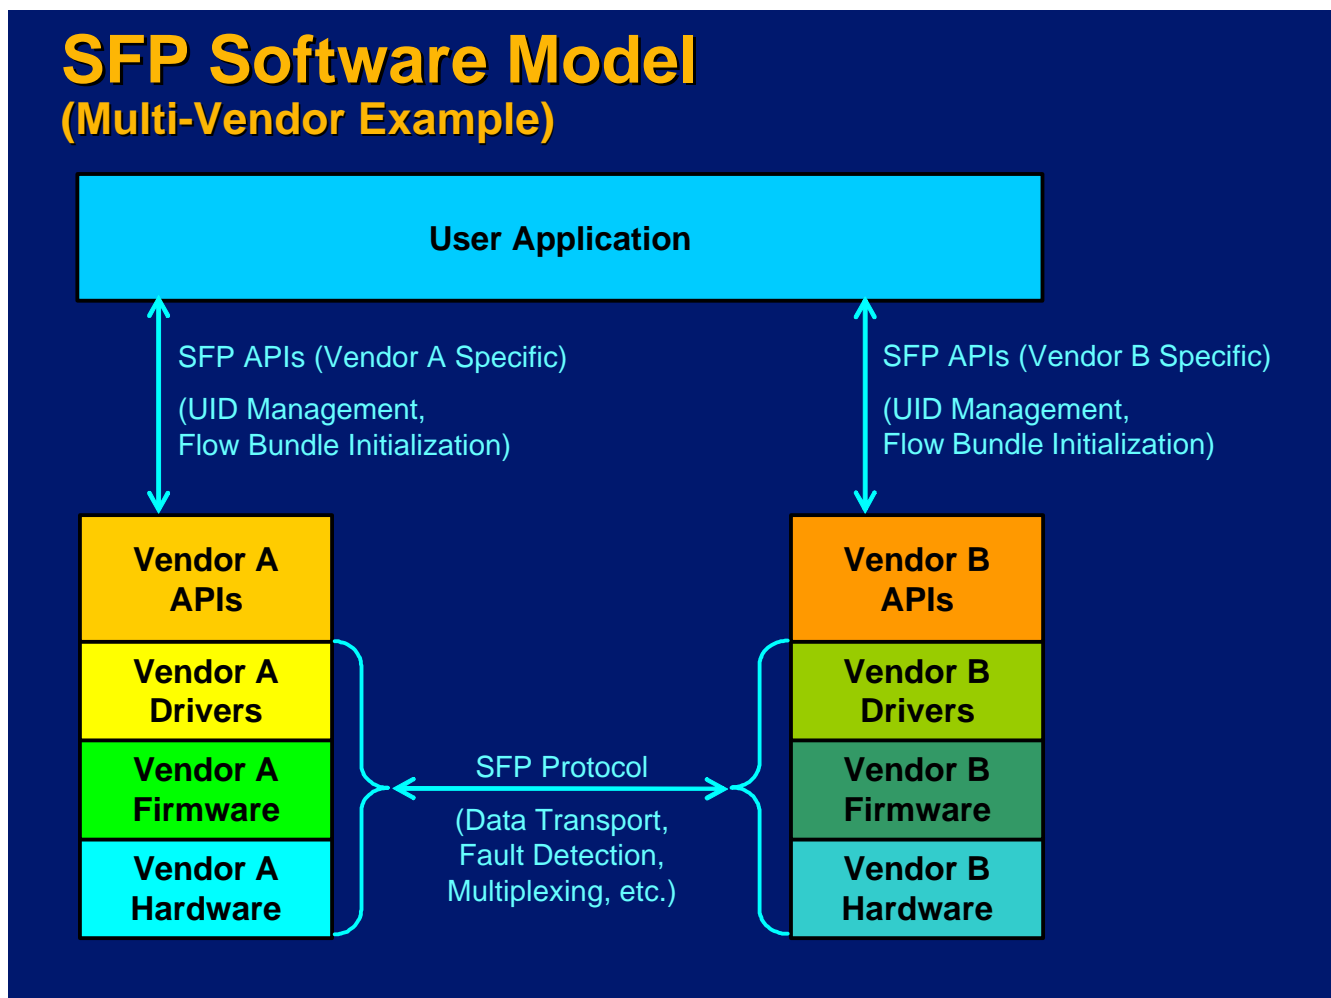 SFP Software Model
(Multi-Vendor Example)
User Application
SFP APIs (Vendor A Specific)
(UID Management,
Flow Bundle Initialization)
SFP APIs (Vendor B Specific)
(UID Management,
Flow Bundle Initialization)
Vendor A
APIs
Vendor A
Drivers
Vendor A
Firmware
Vendor A
Hardware
SFP Protocol
(Data Transport,
Fault Detection,
Multiplexing, etc.)
Vendor B
APIs
Vendor B
Drivers
Vendor B
Firmware
Vendor B
Hardware